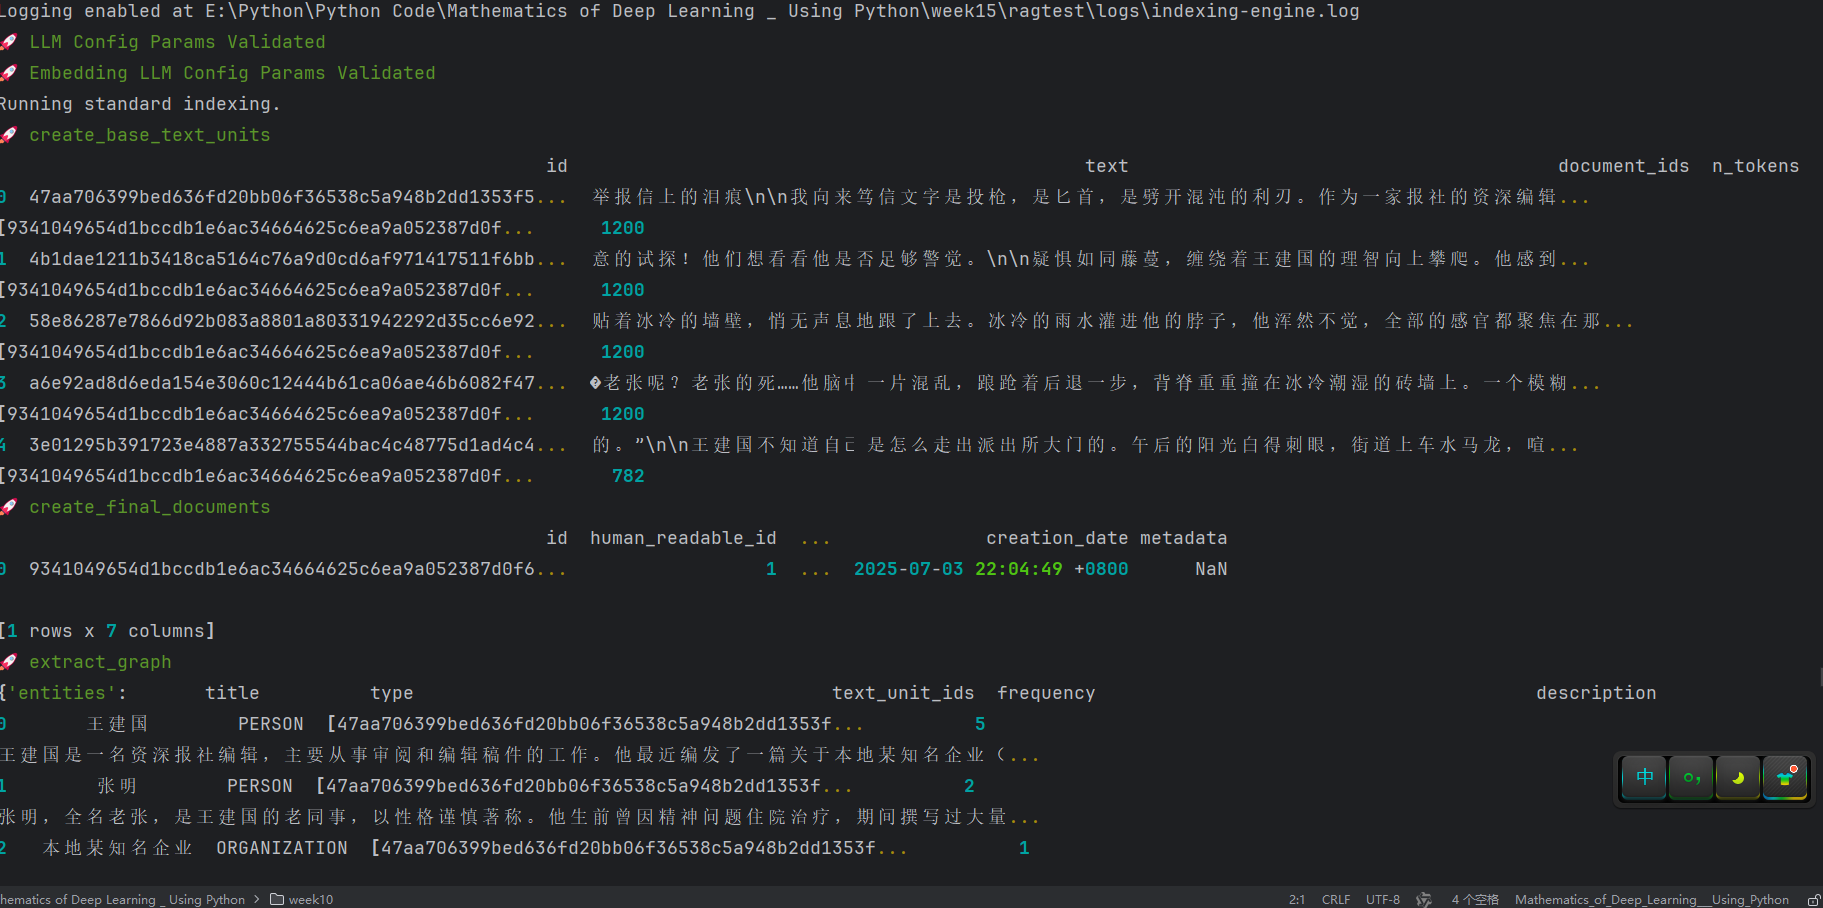 Logging enabled at E:\Python\Python Code\Mathematics of Deep Learning _ Using Python\week15\ragtest\logs\indexing-engine.log
🚀 LLM Config Params Validated
🚀 Embedding LLM Config Params Validated
Running standard indexing.
🚀 create_base_text_units
id text document_ids n_tokens
0 47aa706399bed636fd20bb06f36538c5a948b2dd1353f5... 举报信上的泪痕\n\n我向来笃信文字是投枪，是匕首，是劈开混沌的利刃。作为一家报社的资深编辑...
[9341049654d1bccdb1e6ac34664625c6ea9a052387d0f... 1200
1 4b1dae1211b3418ca5164c76a9d0cd6af971417511f6bb... 意的试探！他们想看看他是否足够警觉。\n\n疑惧如同藤蔓，缠绕着王建国的理智向上攀爬。他感到...
[9341049654d1bccdb1e6ac34664625c6ea9a052387d0f... 1200
2 58e86287e7866d92b083a8801a80331942292d35cc6e92... 贴着冰冷的墙壁，悄无声息地跟了上去。冰冷的雨水灌进他的脖子，他浑然不觉，全部的感官都聚焦在那...
[9341049654d1bccdb1e6ac34664625c6ea9a052387d0f... 1200
3 a6e92ad8d6eda154e3060c12444b61ca06ae46b6082f47... �老张呢？老张的死……他脑中一片混乱，踉跄着后退一步，背脊重重撞在冰冷潮湿的砖墙上。一个模糊...
[9341049654d1bccdb1e6ac34664625c6ea9a052387d0f... 1200
4 3e01295b391723e4887a332755544bac4c48775d1ad4c4... 的。”\n\n王建国不知道自己是怎么走出派出所大门的。午后的阳光白得刺眼，街道上车水马龙，喧...
[9341049654d1bccdb1e6ac34664625c6ea9a052387d0f... 782
🚀 create_final_documents
id human_readable_id ... creation_date metadata
0 9341049654d1bccdb1e6ac34664625c6ea9a052387d0f6... 1 ... 2025-07-03 22:04:49 +0800 NaN
[1 rows x 7 columns]
🚀 extract_graph
{'entities': title type text_unit_ids frequency description
0 王建国 PERSON [47aa706399bed636fd20bb06f36538c5a948b2dd1353f... 5
王建国是一名资深报社编辑，主要从事审阅和编辑稿件的工作。他最近编发了一篇关于本地某知名企业（...
1 张明 PERSON [47aa706399bed636fd20bb06f36538c5a948b2dd1353f... 2
张明，全名老张，是王建国的老同事，以性格谨慎著称。他生前曾因精神问题住院治疗，期间撰写过大量...
2 本地某知名企业 ORGANIZATION [47aa706399bed636fd20bb06f36538c5a948b2dd1353f... 1
中
hematics of Deep Learning _ Using Python > week10 2:1 CRLF UTF-8 4 个空格 Mathematics_of_Deep_Learning___Using_Python